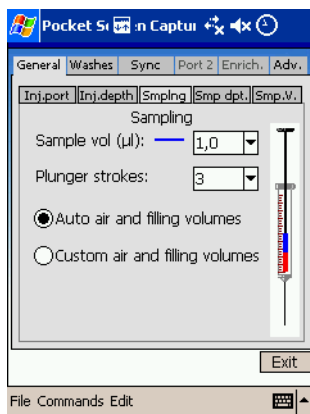 Pocket Sc :n Captur
General Washes Sync Port 2 Enrich. Adv.
Inj.port Inj.depth Smplng Smp dpt. Smp.V.
Sampling
Sample vol (µl): 1,0
Plunger strokes: 3
Auto air and filling volumes
Custom air and filling volumes
Exit
File Commands Edit